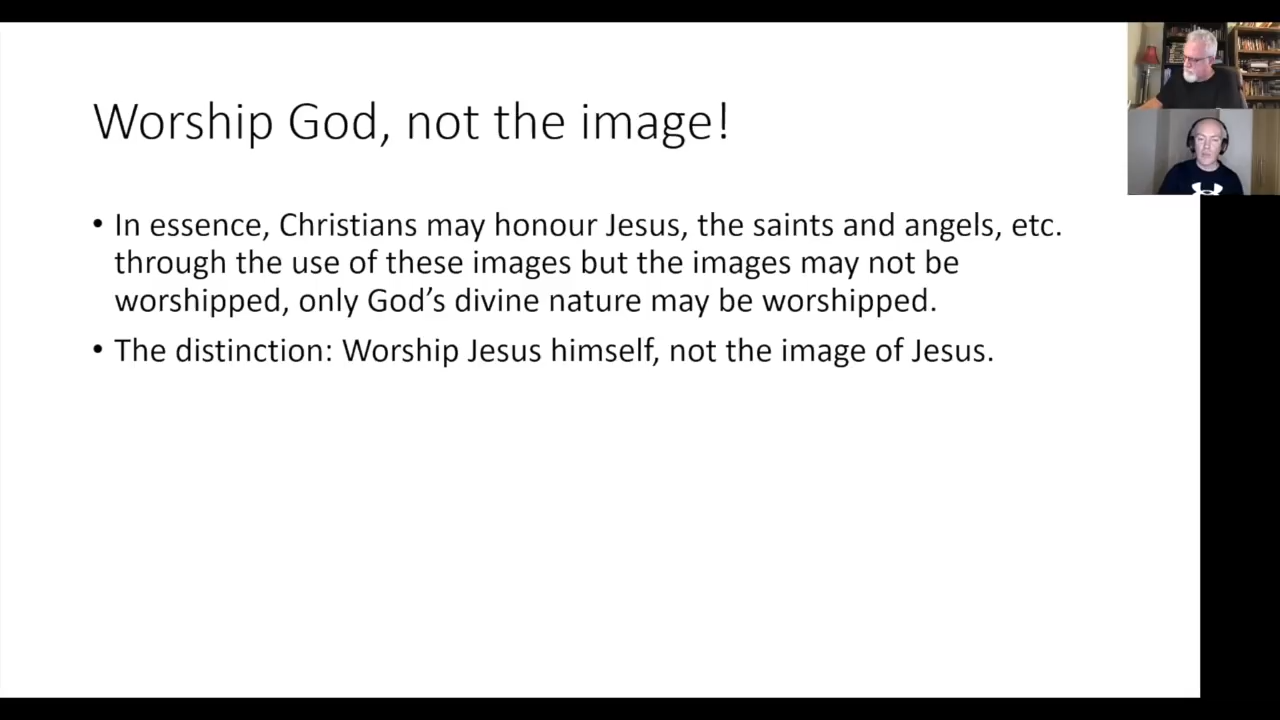 Worship God, not the image!
• In essence, Christians may honour Jesus, the saints and angels, etc.
through the use of these images but the images may not be
worshipped, only God’s divine nature may be worshipped.
• The distinction: Worship Jesus himself, not the image of Jesus.